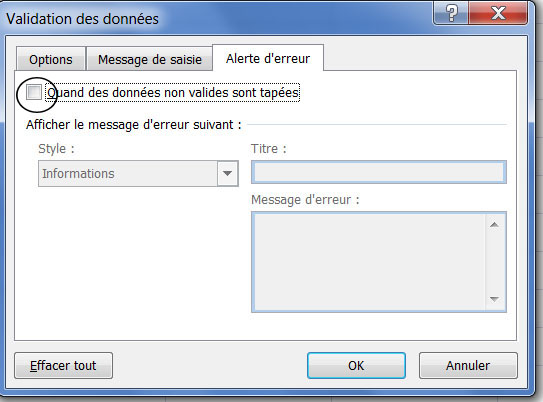 Validation des données
?
Options
Message de saisie
Alerte d'erreur
Quand des données non valides sont tapées
Afficher le message d'erreur suivant :
Style :
Titre :
Informations
Message d'erreur :
Effacer tout
OK
Annuler